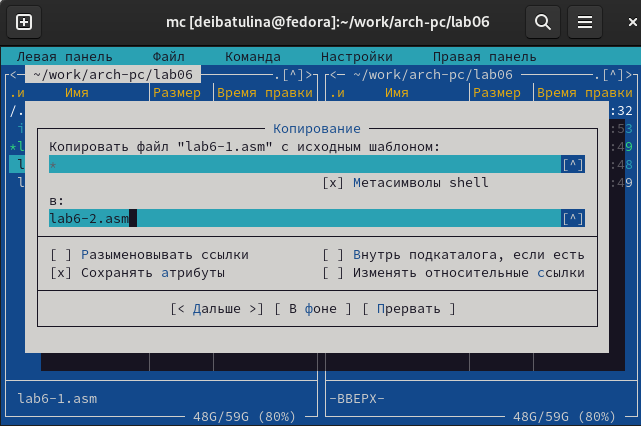 mc [deibatulina@fedora]:~/work/arch-pc/lab06
Левая панель Файл Команда Настройки Правая панель
<─ ~/work/arch-pc/lab06 .[^]> <─ ~/work/arch-pc/lab06 .[^]>
.и Имя Размер Время правки .и Имя Размер Время правки
/. :32
i :53
*l :49
l :48
l :49
Копирование
Копировать файл "lab6-1.asm" с исходным шаблоном:
* [^]
[x] Метасимволы shell
в:
lab6-2.asm [^]
[ ] Разыменовывать ссылки [ ] Внутрь подкаталога, если есть
[x] Сохранять атрибуты [ ] Изменять относительные ссылки
[< Дальше >] [ В фоне ] [ Прервать ]
lab6-1.asm -ВВЕРХ-
48G/59G (80%) 48G/59G (80%)